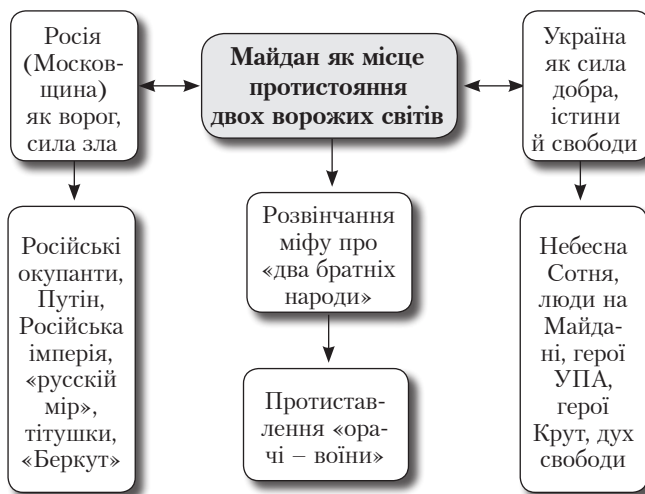 Росія
(Москов-
щина)
як ворог,
сила зла
Майдан як місце
протистояння
двох ворожих світів
Україна
як сила
добра,
істини
й свободи
Російські
окупанти,
Путін,
Російська
імперія,
«русскій
мір»,
тітушки,
«Беркут»
Розвінчання
міфу про
«два братніх
народи»
Протистав-
лення «ора-
чі – воїни»
Небесна
Сотня,
люди на
Майда-
ні, герої
УПА,
герої
Крут, дух
свободи